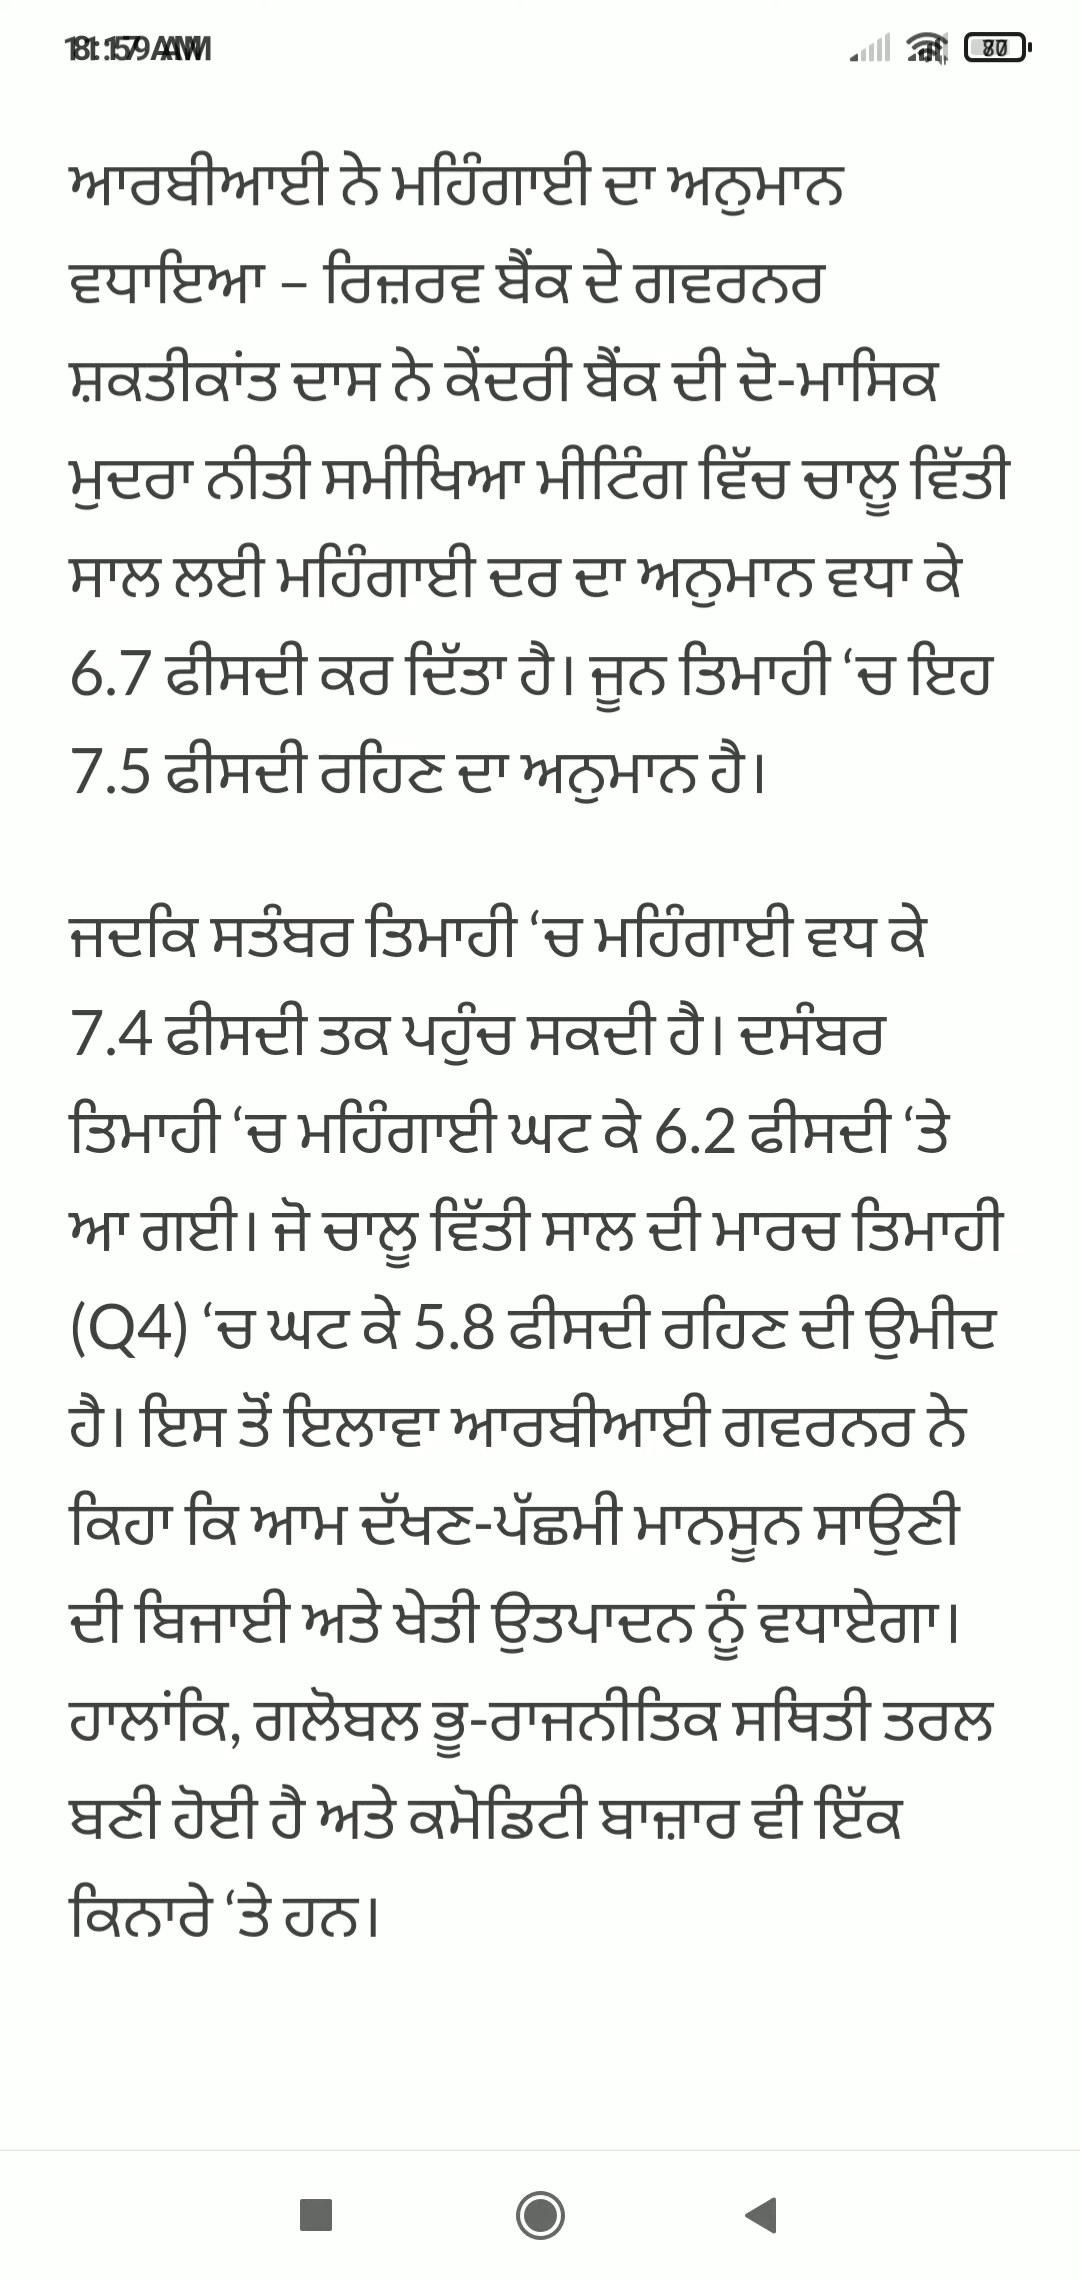 ਆਰਬੀਆਈ ਨੇ ਮਹਿੰਗਾਈ ਦਾ ਅਨੁਮਾਨ
ਵਧਾਇਆ – ਰਿਜ਼ਰਵ ਬੈਂਕ ਦੇ ਗਵਰਨਰ
ਸ਼ਕਤੀਕਾਂਤ ਦਾਸ ਨੇ ਕੇਂਦਰੀ ਬੈਂਕ ਦੀ ਦੋ-ਮਾਸਿਕ
ਮੁਦਰਾ ਨੀਤੀ ਸਮੀਖਿਆ ਮੀਟਿੰਗ ਵਿੱਚ ਚਾਲੂ ਵਿੱਤੀ
ਸਾਲ ਲਈ ਮਹਿੰਗਾਈ ਦਰ ਦਾ ਅਨੁਮਾਨ ਵਧਾ ਕੇ
6.7 ਫੀਸਦੀ ਕਰ ਦਿੱਤਾ ਹੈ। ਜੂਨ ਤਿਮਾਹੀ ‘ਚ ਇਹ
7.5 ਫੀਸਦੀ ਰਹਿਣ ਦਾ ਅਨੁਮਾਨ ਹੈ।
ਜਦਕਿ ਸਤੰਬਰ ਤਿਮਾਹੀ ‘ਚ ਮਹਿੰਗਾਈ ਵਧ ਕੇ
7.4 ਫੀਸਦੀ ਤਕ ਪਹੁੰਚ ਸਕਦੀ ਹੈ। ਦਸੰਬਰ
ਤਿਮਾਹੀ ‘ਚ ਮਹਿੰਗਾਈ ਘਟ ਕੇ 6.2 ਫੀਸਦੀ ‘ਤੇ
ਆ ਗਈ। ਜੋ ਚਾਲੂ ਵਿੱਤੀ ਸਾਲ ਦੀ ਮਾਰਚ ਤਿਮਾਹੀ
(Q4) ‘ਚ ਘਟ ਕੇ 5.8 ਫੀਸਦੀ ਰਹਿਣ ਦੀ ਉਮੀਦ
ਹੈ। ਇਸ ਤੋਂ ਇਲਾਵਾ ਆਰਬੀਆਈ ਗਵਰਨਰ ਨੇ
ਕਿਹਾ ਕਿ ਆਮ ਦੱਖਣ-ਪੱਛਮੀ ਮਾਨਸੂਨ ਸਾਉਣੀ
ਦੀ ਬਿਜਾਈ ਅਤੇ ਖੇਤੀ ਉਤਪਾਦਨ ਨੂੰ ਵਧਾਏਗਾ।
ਹਾਲਾਂਕਿ, ਗਲੋਬਲ ਭੂ-ਰਾਜਨੀਤਿਕ ਸਥਿਤੀ ਤਰਲ
ਬਣੀ ਹੋਈ ਹੈ ਅਤੇ ਕਮੋਡਿਟੀ ਬਾਜ਼ਾਰ ਵੀ ਇੱਕ
ਕਿਨਾਰੇ ‘ਤੇ ਹਨ।